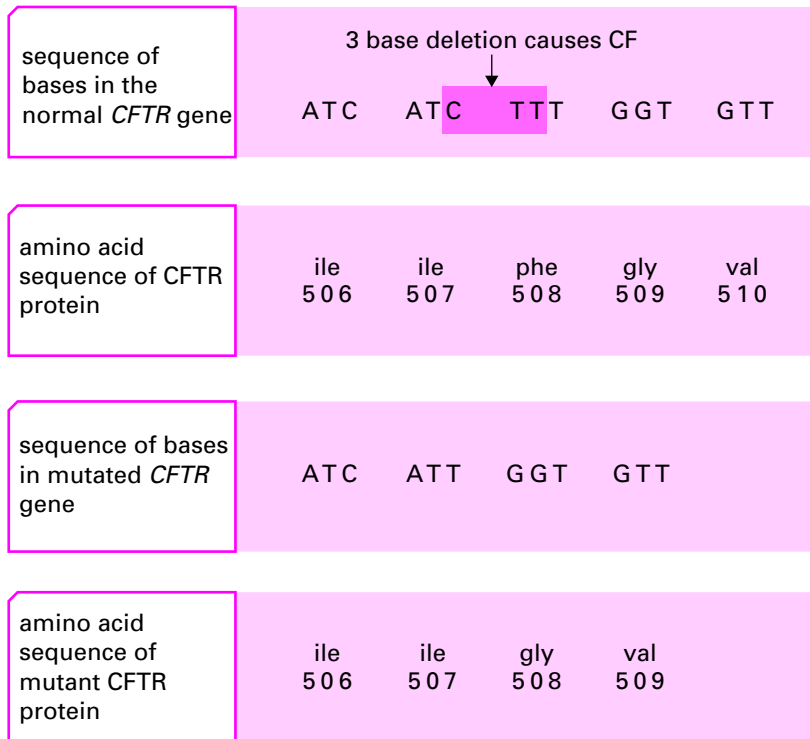 3 base deletion causes CF
sequence of
bases in the
normal CFTR gene
ATC ATC TTT GGT GTT
amino acid
sequence of CFTR
protein
ile ile phe gly val
506 507 508 509 510
sequence of bases
in mutated CFTR
gene
ATC ATT GGT GTT
amino acid
sequence of
mutant CFTR
protein
ile ile gly val
506 507 508 509